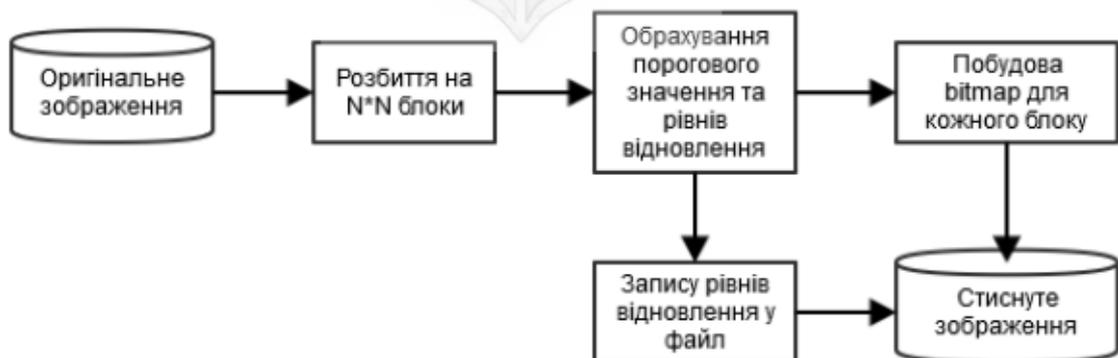 Оригінальне
зображення
Розбиття на
N*N блоки
Обрахування
порогового
значення та
рівнів
відновлення
Побудова
bitmap для
кожного блоку
Запису рівнів
відновлення у
файл
Стиснуте
зображення